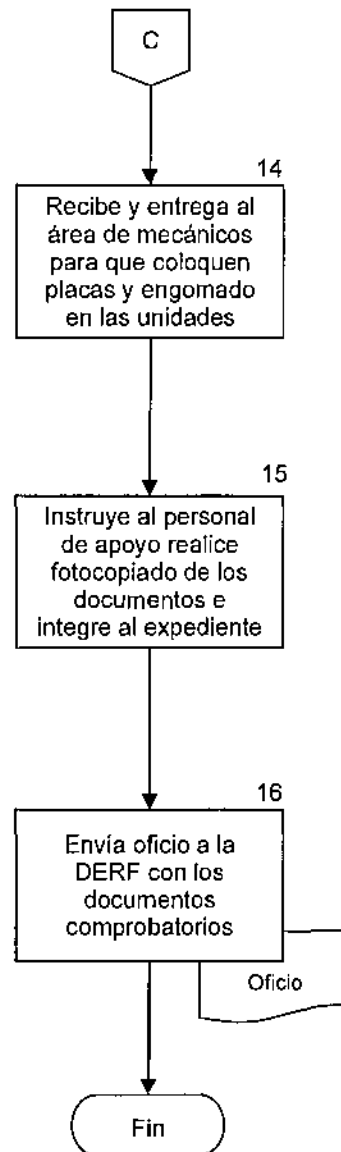 C
14
Recibe y entrega al
área de mecánicos
para que coloquen
placas y engomado
en las unidades
15
Instruye al personal
de apoyo realice
fotocopiado de los
documentos e
integre al expediente
16
Envía oficio a la
DERF con los
documentos
comprobatorios
Oficio
Fin